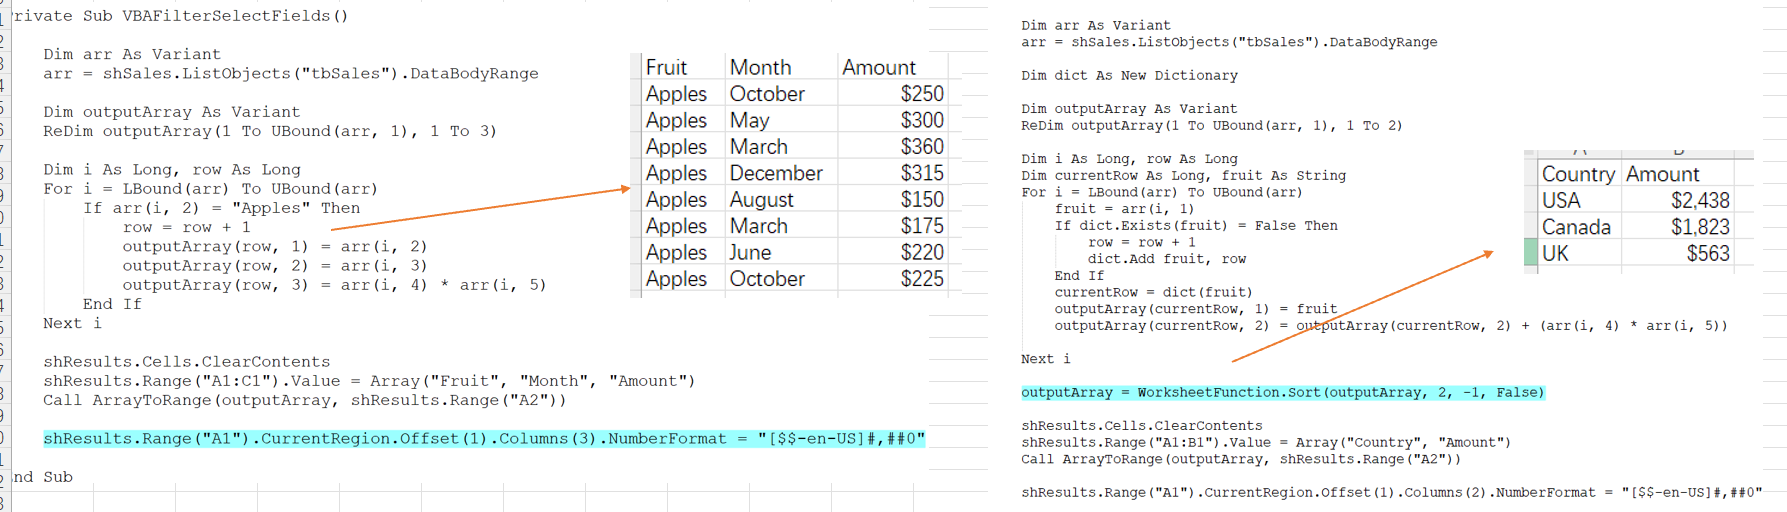 rivate Sub VBAFilterSelectFields()
Dim arr As Variant
arr = shSales.ListObjects("tbSales").DataBodyRange
Dim outputArray As Variant
ReDim outputArray(1 To UBound(arr, 1), 1 To 3)
Dim i As Long, row As Long
For i = LBound(arr) To UBound(arr)
If arr(i, 2) = "Apples" Then
row = row + 1
outputArray(row, 1) = arr(i, 2)
outputArray(row, 2) = arr(i, 3)
outputArray(row, 3) = arr(i, 4) * arr(i, 5)
End If
Next i
shResults.Cells.ClearContents
shResults.Range("A1:C1").Value = Array("Fruit", "Month", "Amount")
Call ArrayToRange(outputArray, shResults.Range("A2"))
shResults.Range("A1").CurrentRegion.Offset(1).Columns(3).NumberFormat = "[$$-en-US]#,##0"
nd Sub
Fruit Month Amount
Apples October $250
Apples May $300
Apples March $360
Apples December $315
Apples August $150
Apples March $175
Apples June $220
Apples October $225
Dim arr As Variant
arr = shSales.ListObjects("tbSales").DataBodyRange
Dim dict As New Dictionary
Dim outputArray As Variant
ReDim outputArray(1 To UBound(arr, 1), 1 To 2)
Dim i As Long, row As Long
Dim currentRow As Long, fruit As String
For i = LBound(arr) To UBound(arr)
fruit = arr(i, 1)
If dict.Exists(fruit) = False Then
row = row + 1
dict.Add fruit, row
End If
currentRow = dict(fruit)
outputArray(currentRow, 1) = fruit
outputArray(currentRow, 2) = outputArray(currentRow, 2) + (arr(i, 4) * arr(i, 5))
Next i
outputArray = WorksheetFunction.Sort(outputArray, 2, -1, False)
shResults.Cells.ClearContents
shResults.Range("A1:B1").Value = Array("Country", "Amount")
Call ArrayToRange(outputArray, shResults.Range("A2"))
shResults.Range("A1").CurrentRegion.Offset(1).Columns(2).NumberFormat = "[$$-en-US]#,##0"
Country Amount
USA $2,438
Canada $1,823
UK $563